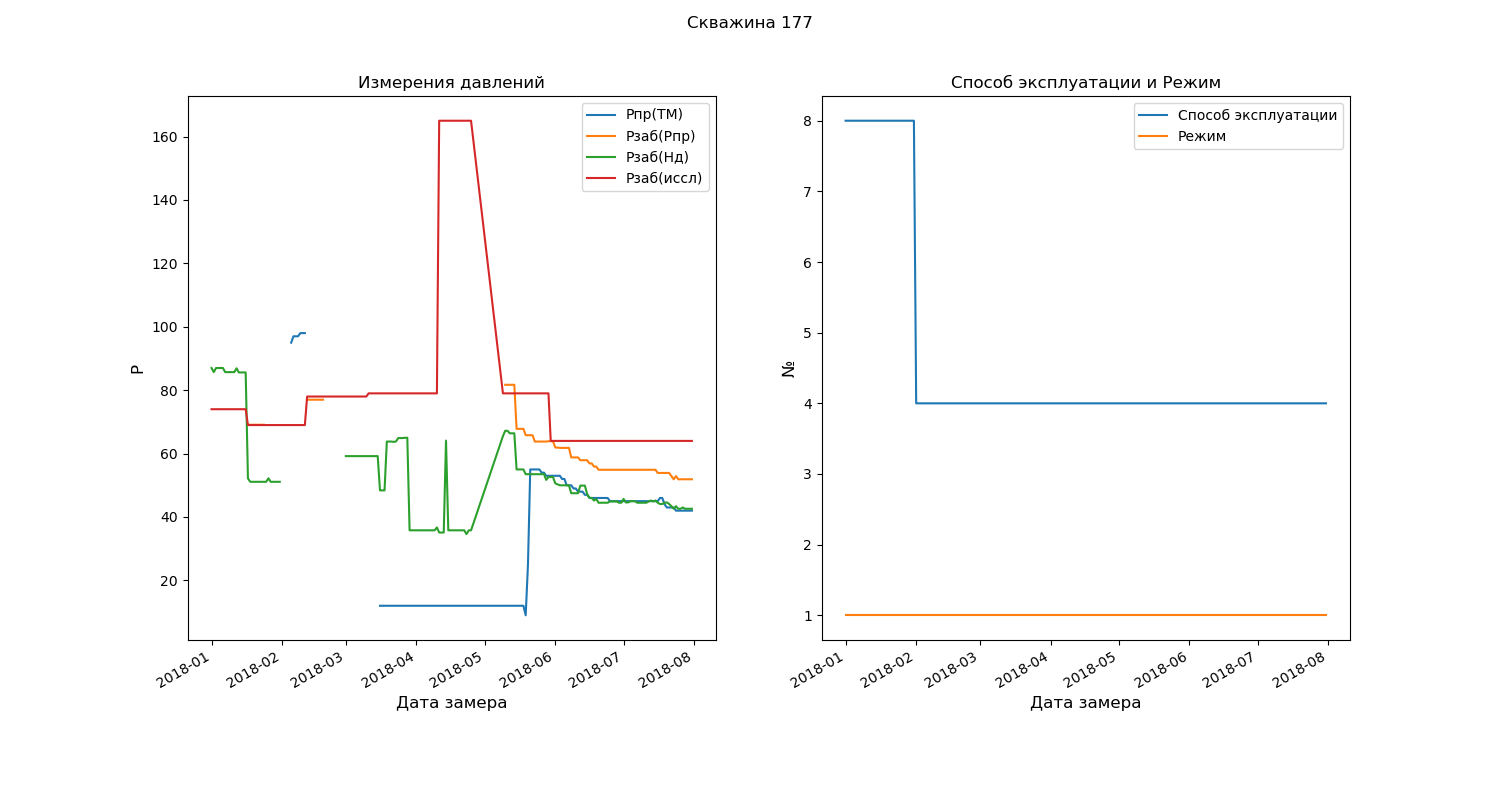 Скважина 177
Измерения давлений
P
160
140
120
100
80
60
40
20
Рпр(ТМ)
Рзаб(Рпр)
Рзаб(Нд)
Рзаб(иссл)
2018-01
2018-02
2018-03
2018-04
2018-05
2018-06
2018-07
2018-08
Дата замера
Способ эксплуатации и Режим
№
8
7
6
5
4
3
2
1
Способ эксплуатации
Режим
2018-01
2018-02
2018-03
2018-04
2018-05
2018-06
2018-07
2018-08
Дата замера